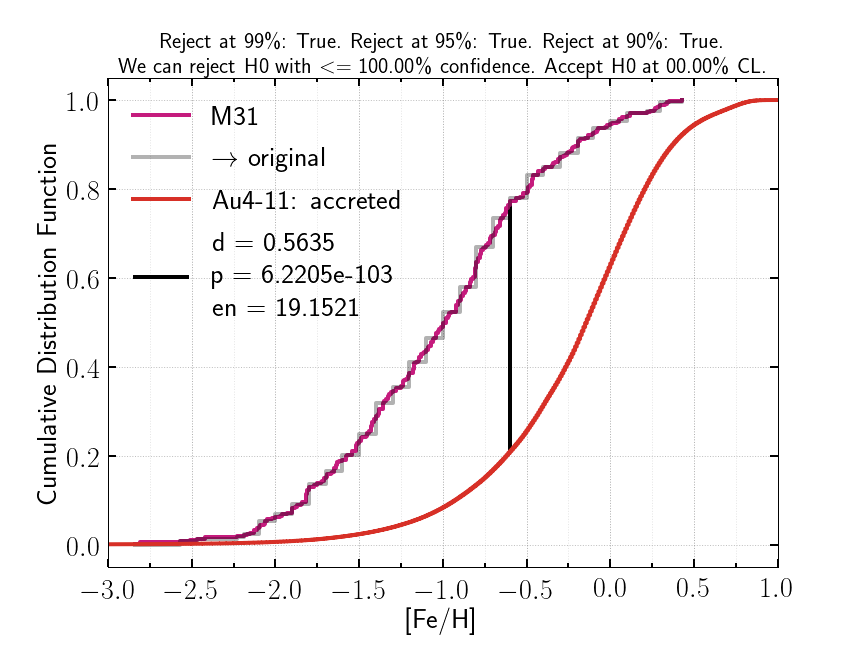 Reject at 99%: True. Reject at 95%: True. Reject at 90%: True.
We can reject H0 with <= 100.00% confidence. Accept H0 at 00.00% CL.
M31
→ original
Au4-11: accreted
d = 0.5635
p = 6.2205e-103
en = 19.1521
Cumulative Distribution Function
1.0
0.8
0.6
0.4
0.2
0.0
−3.0 −2.5 −2.0 −1.5 −1.0 −0.5 0.0 0.5 1.0
[Fe/H]